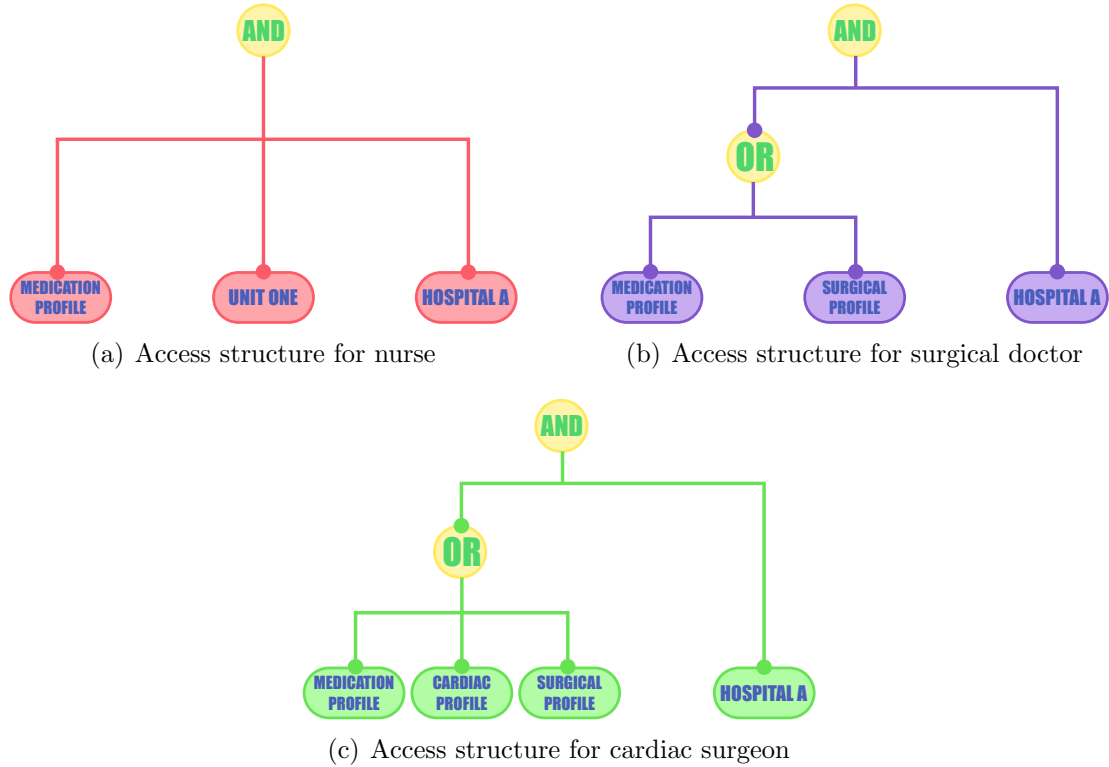 AND
MEDICATION
PROFILE
UNIT ONE
HOSPITAL A
(a) Access structure for nurse
AND
OR
MEDICATION
PROFILE
SURGICAL
PROFILE
HOSPITAL A
(b) Access structure for surgical doctor
AND
OR
MEDICATION
PROFILE
CARDIAC
PROFILE
SURGICAL
PROFILE
HOSPITAL A
(c) Access structure for cardiac surgeon